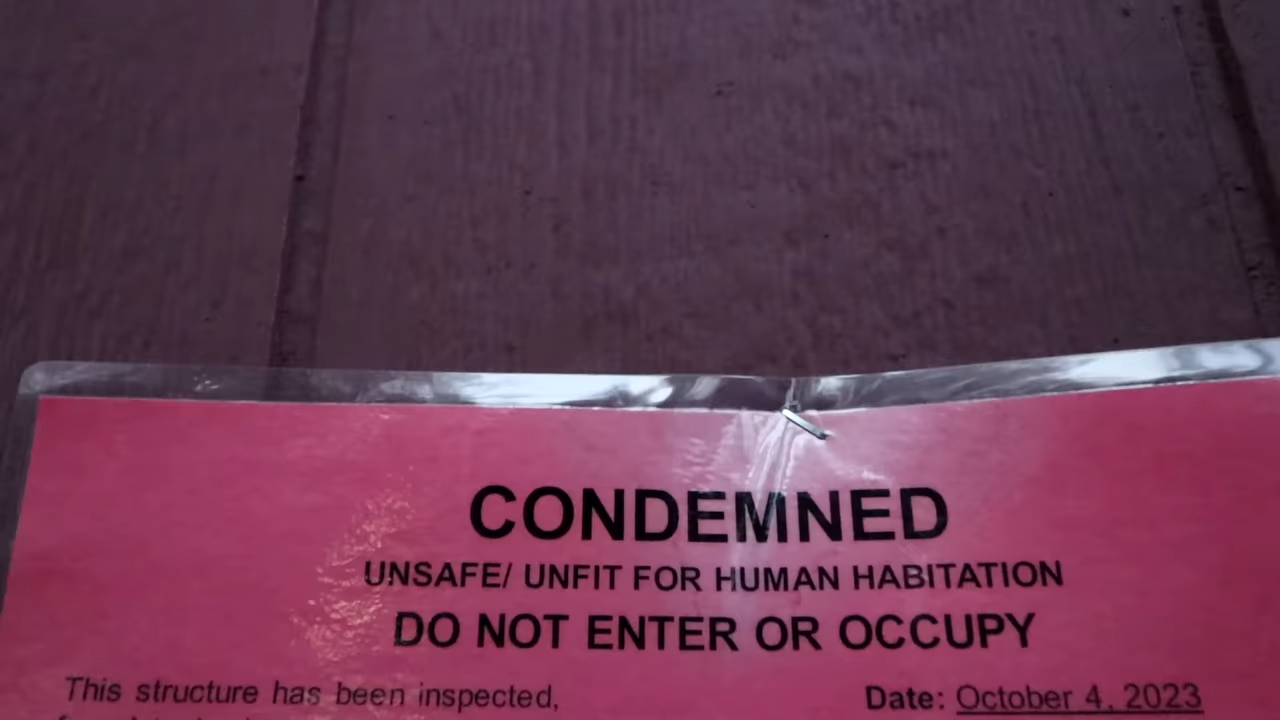 CONDEMNED
UNSAFE/ UNFIT FOR HUMAN HABITATION
DO NOT ENTER OR OCCUPY
This structure has been inspected,
Date: October 4, 2023